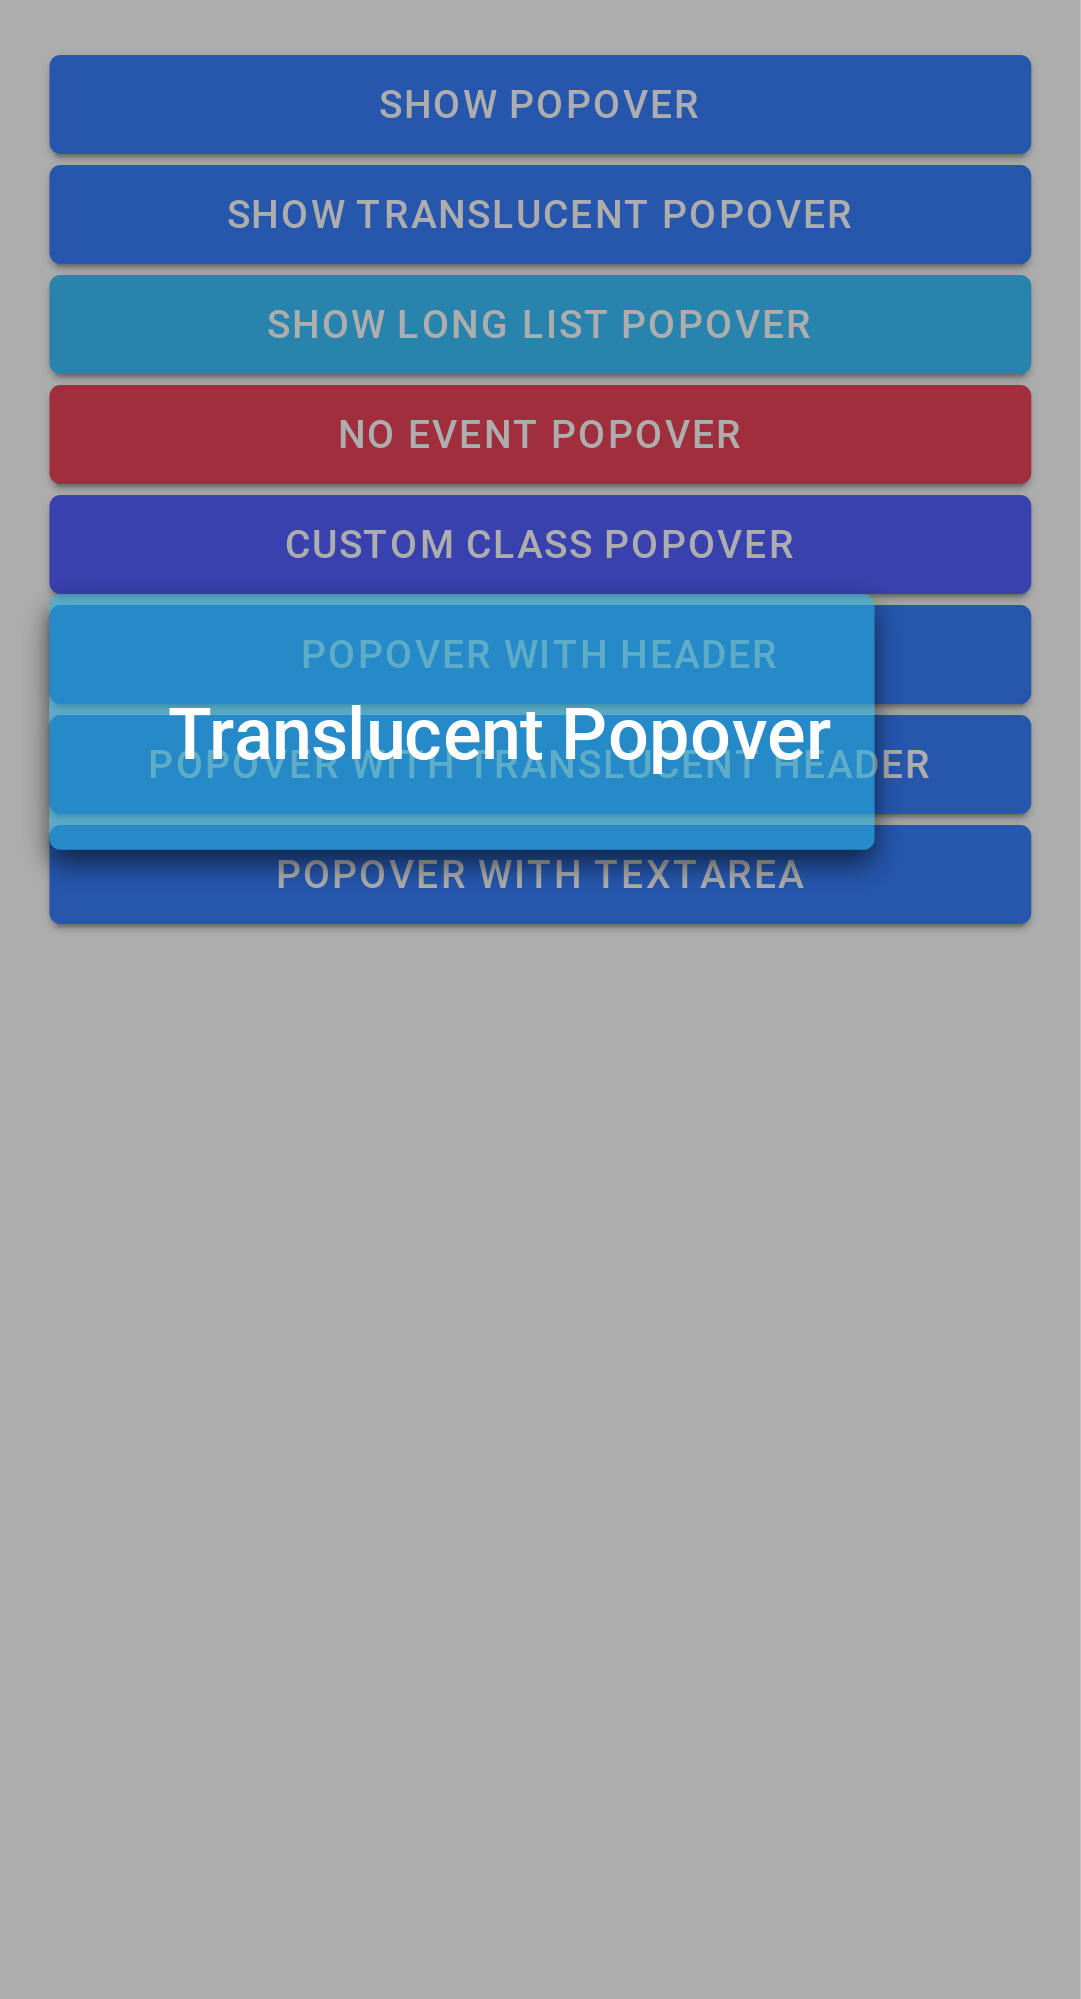 SHOW POPOVER
SHOW TRANSLUCENT POPOVER
SHOW LONG LIST POPOVER
NO EVENT POPOVER
CUSTOM CLASS POPOVER
POPOVER WITH HEADER
Translucent Popover
POPOVER WITH TRANSLUCENT HEADER
POPOVER WITH TEXTAREA